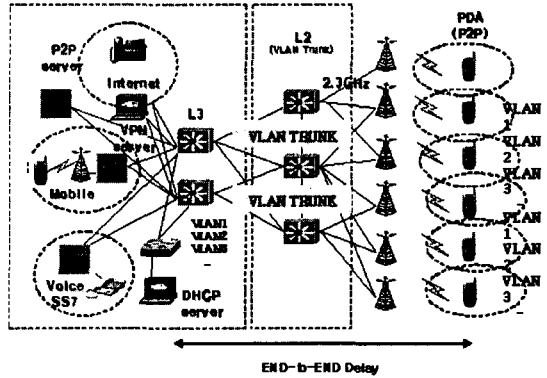 P2P
server
Internet
VPN
server
Mobile
Voice
SS7
DHCP
server
VLAN1
VLAN2
VLAN3
L3
L2
(VLAN Trunk)
VLAN TRUNK
VLAN TRUNK
2.3GHz
PDA
(P2P)
VLAN
1
VLAN
2
VLAN
3
VLAN
1
VLAN
2
VLAN
3
END-to-END Delay